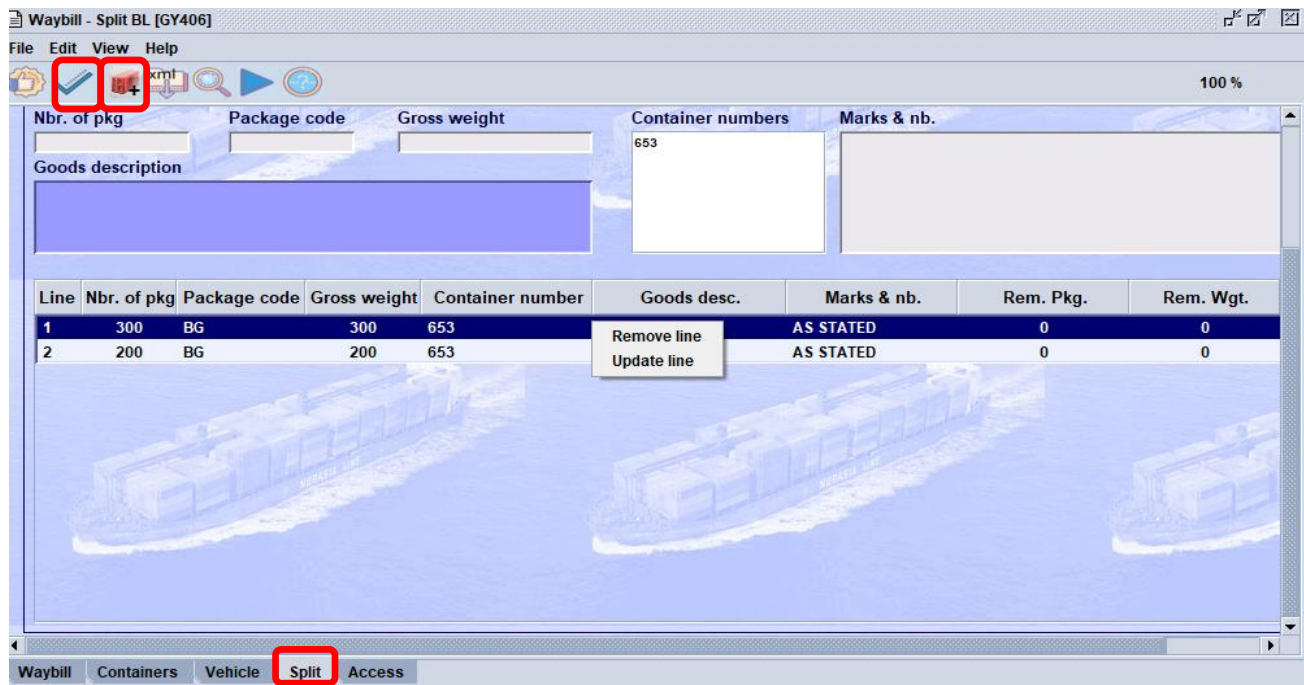 Waybill - Split BL [GY406]
File Edit View Help
xml
100 %
Nbr. of pkg Package code Gross weight Container numbers Marks & nb.
653
Goods description
Line Nbr. of pkg Package code Gross weight Container number Goods desc. Marks & nb. Rem. Pkg. Rem. Wgt.
1 300 BG 300 653 AS STATED 0 0
Remove line
2 200 BG 200 653 AS STATED 0 0
Update line
Waybill Containers Vehicle Split Access